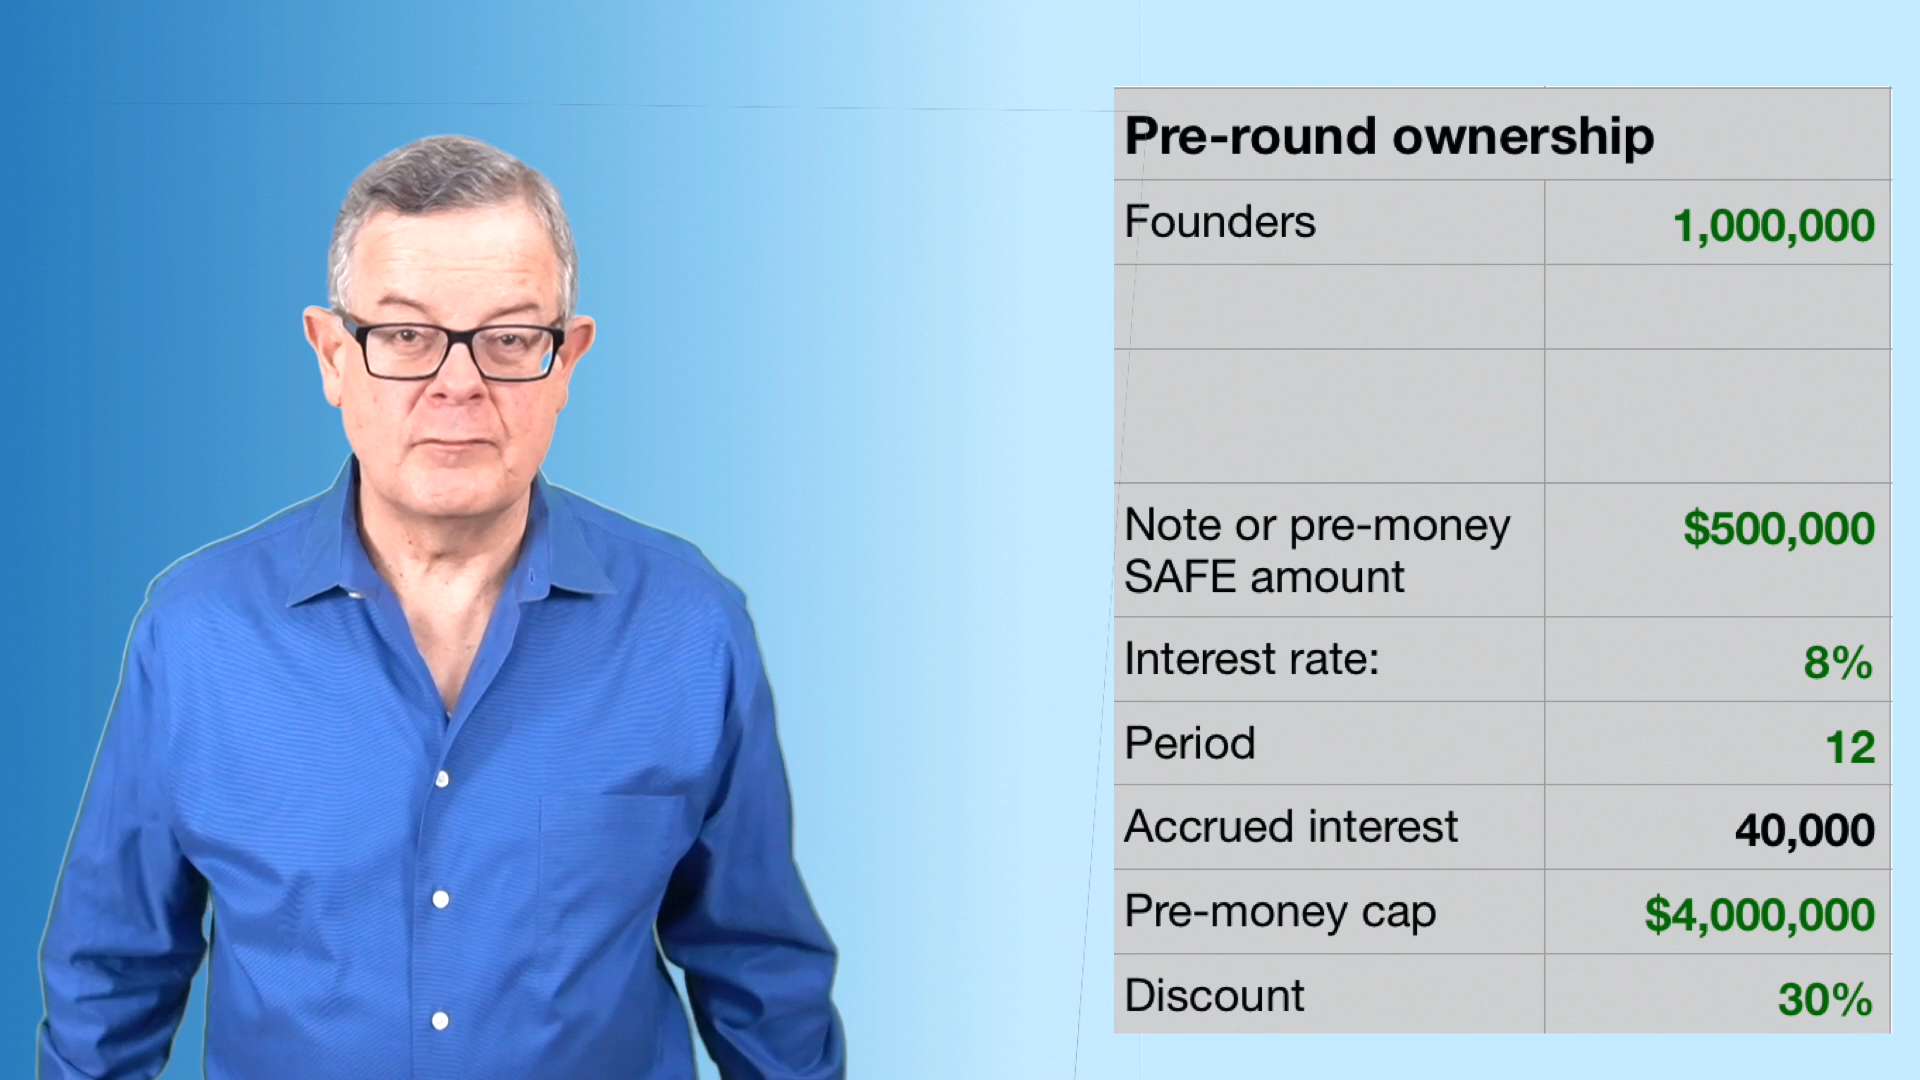 Pre-round ownership
Founders 1,000,000
Note or pre-money $500,000
SAFE amount
Interest rate: 8%
Period 12
Accrued interest 40,000
Pre-money cap $4,000,000
Discount 30%